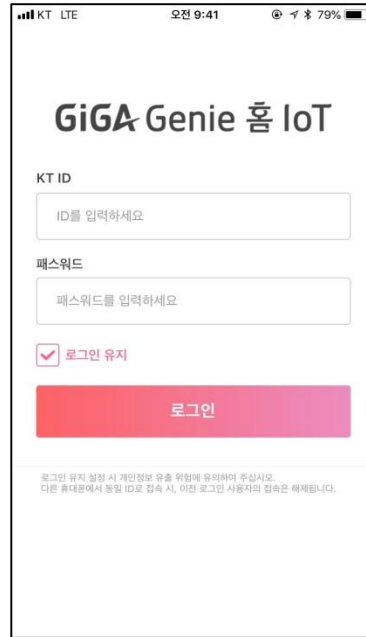 KT LTE 오전 9:41 79%
GiGA Genie 홈 IoT
KT ID
ID를 입력하세요
패스워드
패스워드를 입력하세요
로그인 유지
로그인
로그인 유지 설정 시 개인정보 유출 위험에 유의하여 주십시오.
다른 휴대폰에서 동일 ID로 접속 시, 이전 로그인 사용자의 접속은 해제됩니다.